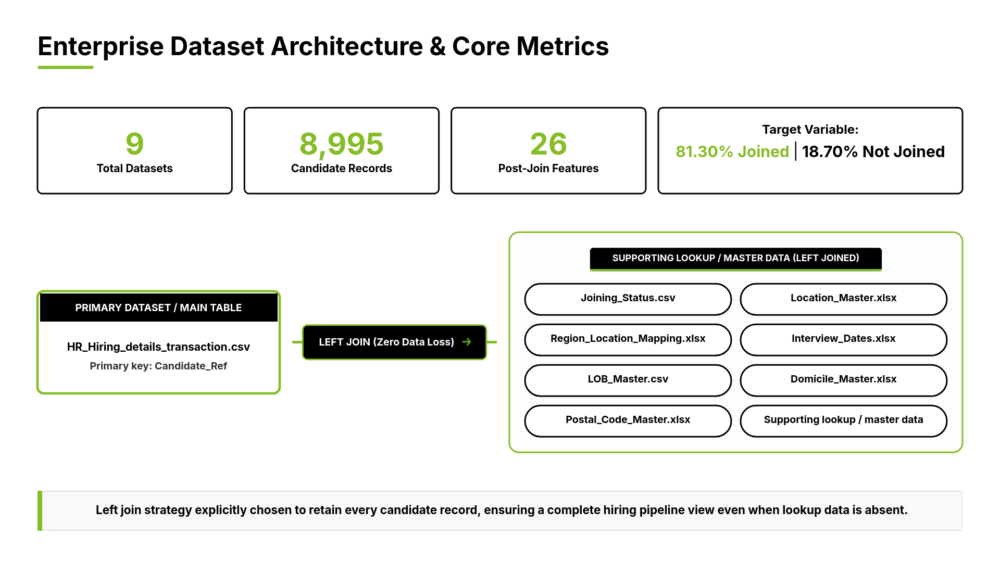 Enterprise Dataset Architecture & Core Metrics
9
Total Datasets
8,995
Candidate Records
26
Post-Join Features
Target Variable:
81.30% Joined | 18.70% Not Joined
PRIMARY DATASET / MAIN TABLE
HR_Hiring_details_transaction.csv
Primary key: Candidate_Ref
LEFT JOIN (Zero Data Loss) →
SUPPORTING LOOKUP / MASTER DATA (LEFT JOINED)
Joining_Status.csv
Location_Master.xlsx
Region_Location_Mapping.xlsx
Interview_Dates.xlsx
LOB_Master.csv
Domicile_Master.xlsx
Postal_Code_Master.xlsx
Supporting lookup / master data
Left join strategy explicitly chosen to retain every candidate record, ensuring a complete hiring pipeline view even when lookup data is absent.